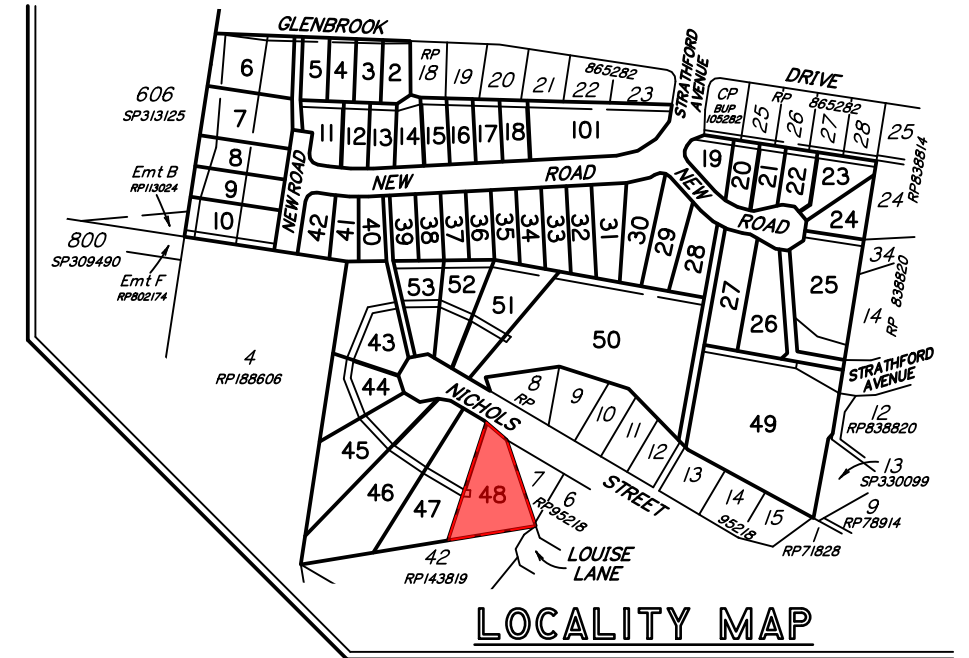 GLENBROOK
STRATHFORD
AVENUE
DRIVE
606
SP313125
6
5
4
3
2
RP
18
19
20
21
865282
22
23
CP
BUP
105282
RP
865282
25
26
27
28
25
RP838814
24
7
8
9
10
11
12
13
14
15
16
17
18
101
19
20
21
22
23
24
Emt B
RP113024
NEW ROAD
NEW
ROAD
NEW
ROAD
800
SP309490
Emt F
RP802174
42
41
40
39
38
37
36
35
34
33
32
31
30
29
28
27
26
25
34
RP 838820
14
53
52
51
50
43
44
45
46
47
48
49
4
RP188606
NICHOLS
STREET
8
RP
9
10
11
12
13
14
15
95218
7
6
RP95218
STRATHFORD
AVENUE
12
RP838820
13
SP330099
9
RP78914
1
RP71828
42
RP143819
LOUISE
LANE
LOCALITY MAP